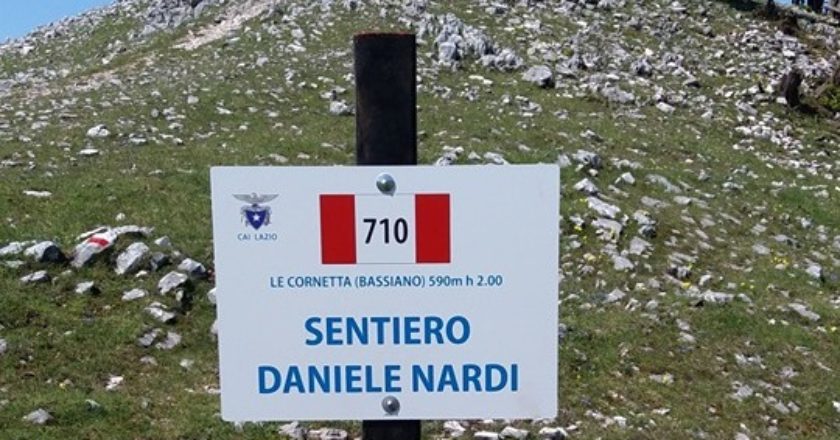 CAI LAZIO
710
LE CORNETTA (BASSIANO) 590m h 2.00
SENTIERO
DANIELE NARDI